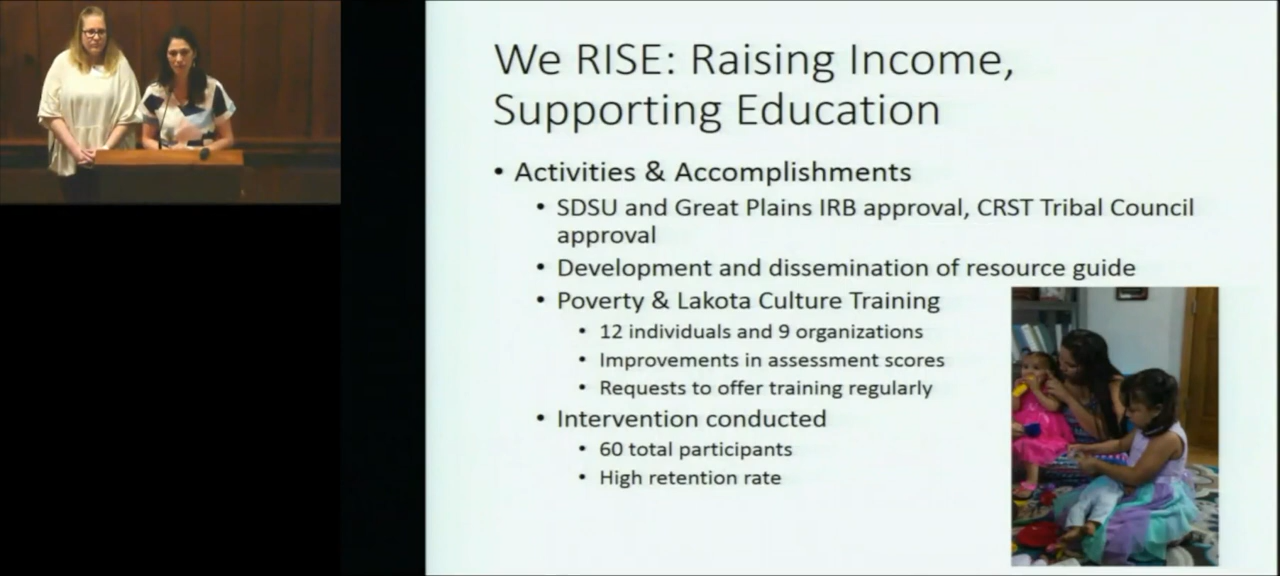 We RISE: Raising Income,
Supporting Education
• Activities & Accomplishments
• SDSU and Great Plains IRB approval, CRST Tribal Council
approval
• Development and dissemination of resource guide
• Poverty & Lakota Culture Training
• 12 individuals and 9 organizations
• Improvements in assessment scores
• Requests to offer training regularly
• Intervention conducted
• 60 total participants
• High retention rate